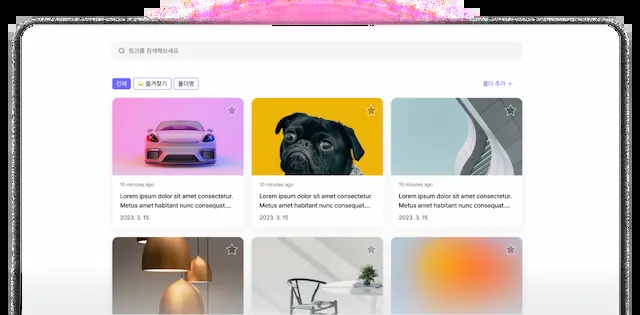 링크를 검색해보세요
전체
⭐ 즐겨찾기
폴더명
폴더 추가 +
10 minutes ago
Lorem ipsum dolor sit amet consectetur.
Metus amet habitant nunc consequat....
2023. 3. 15
10 minutes ago
Lorem ipsum dolor sit amet consectetur.
Metus amet habitant nunc consequat....
2023. 3. 15
10 minutes ago
Lorem ipsum dolor sit amet consectetur.
Metus amet habitant nunc consequat....
2023. 3. 15